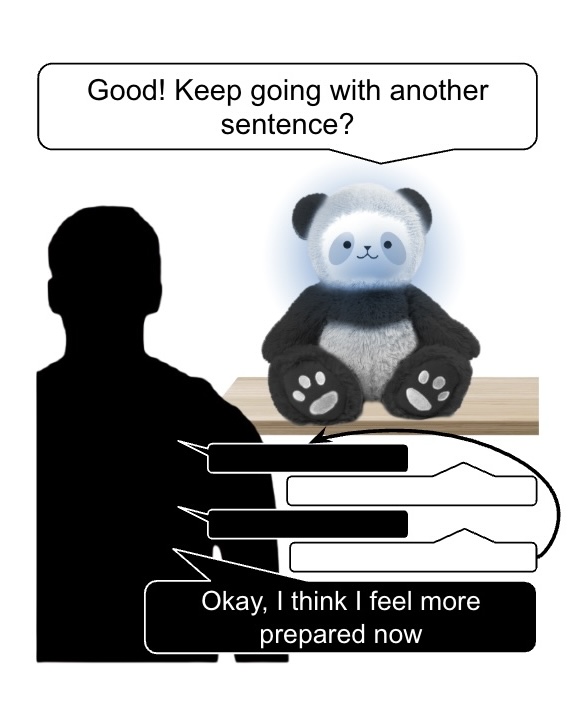 Good! Keep going with another
sentence?
Okay, I think I feel more
prepared now